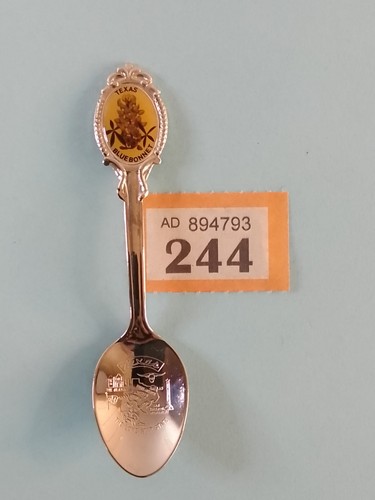 TEXAS
BLUEBONNET
AD 894793
244